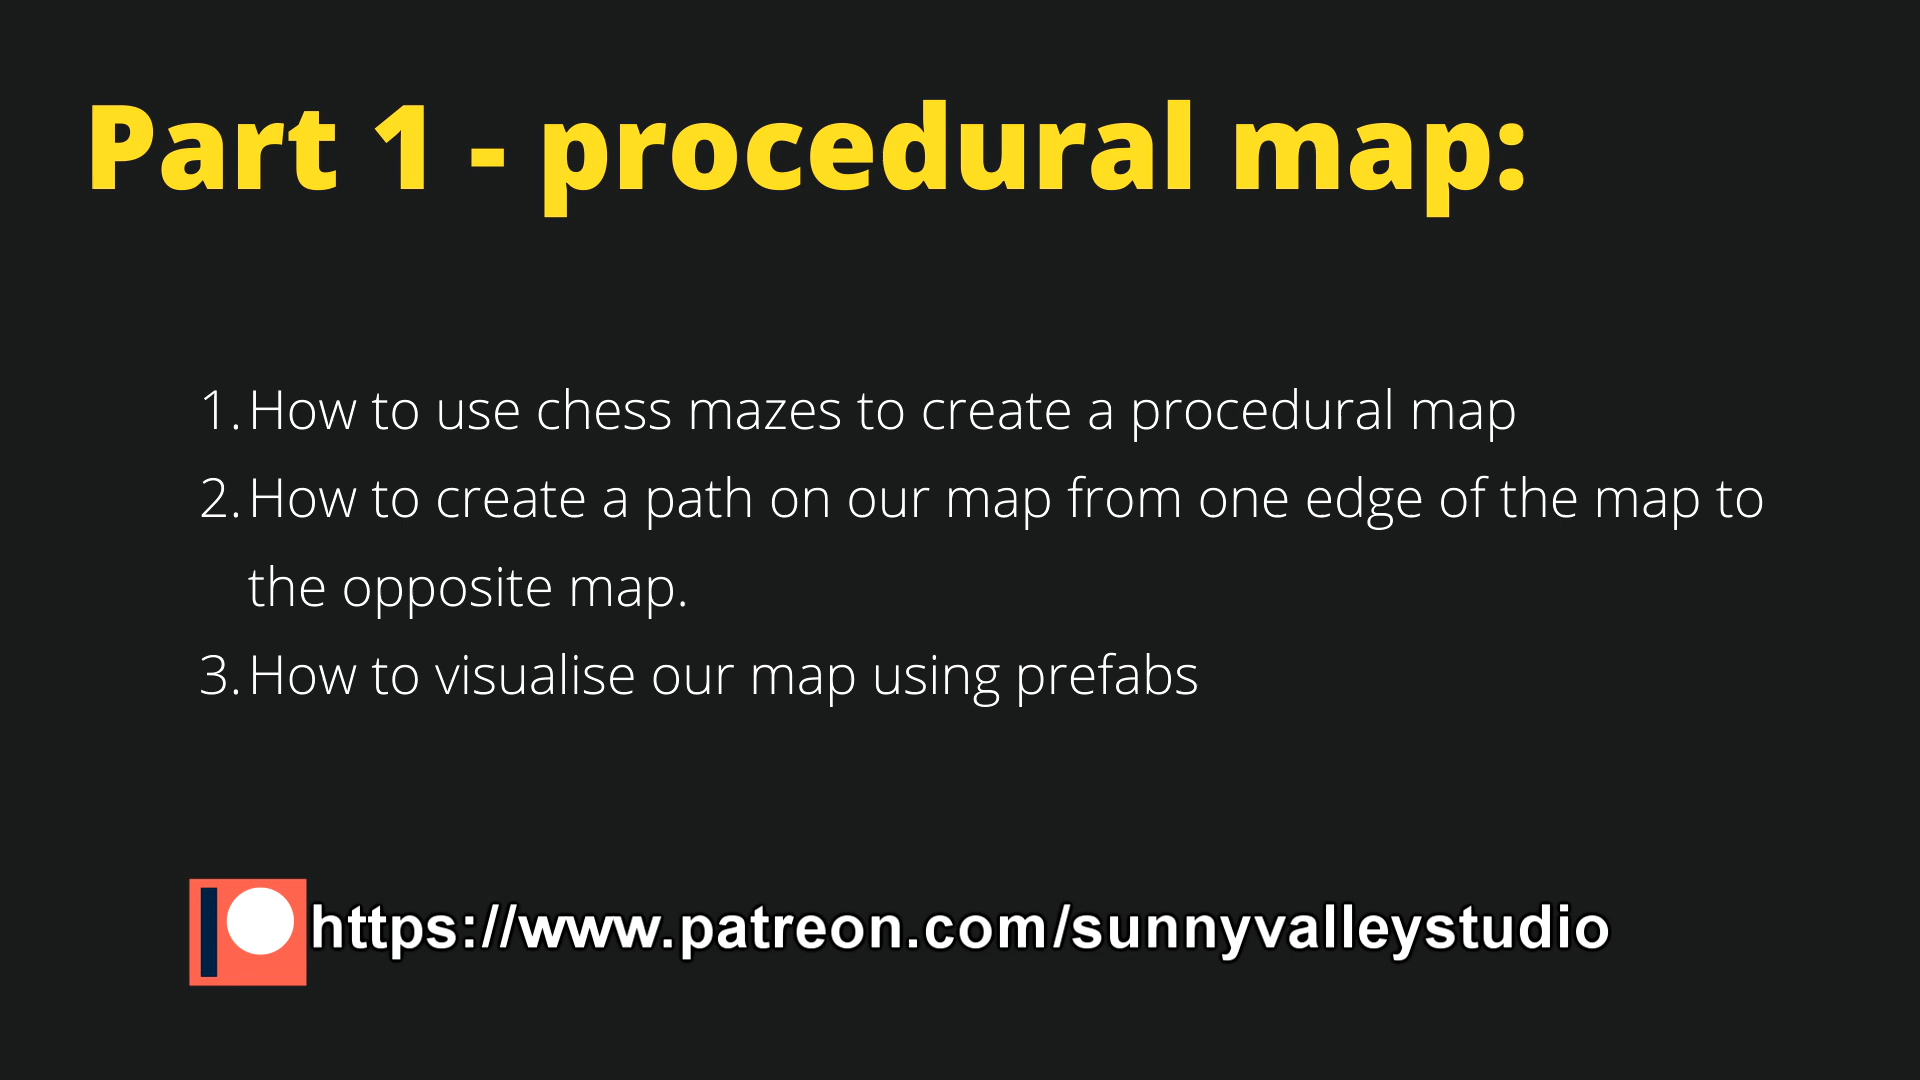 Part 1 - procedural map:
1. How to use chess mazes to create a procedural map
2. How to create a path on our map from one edge of the map to
the opposite map.
3. How to visualise our map using prefabs
https://www.patreon.com/sunnyvalleystudio